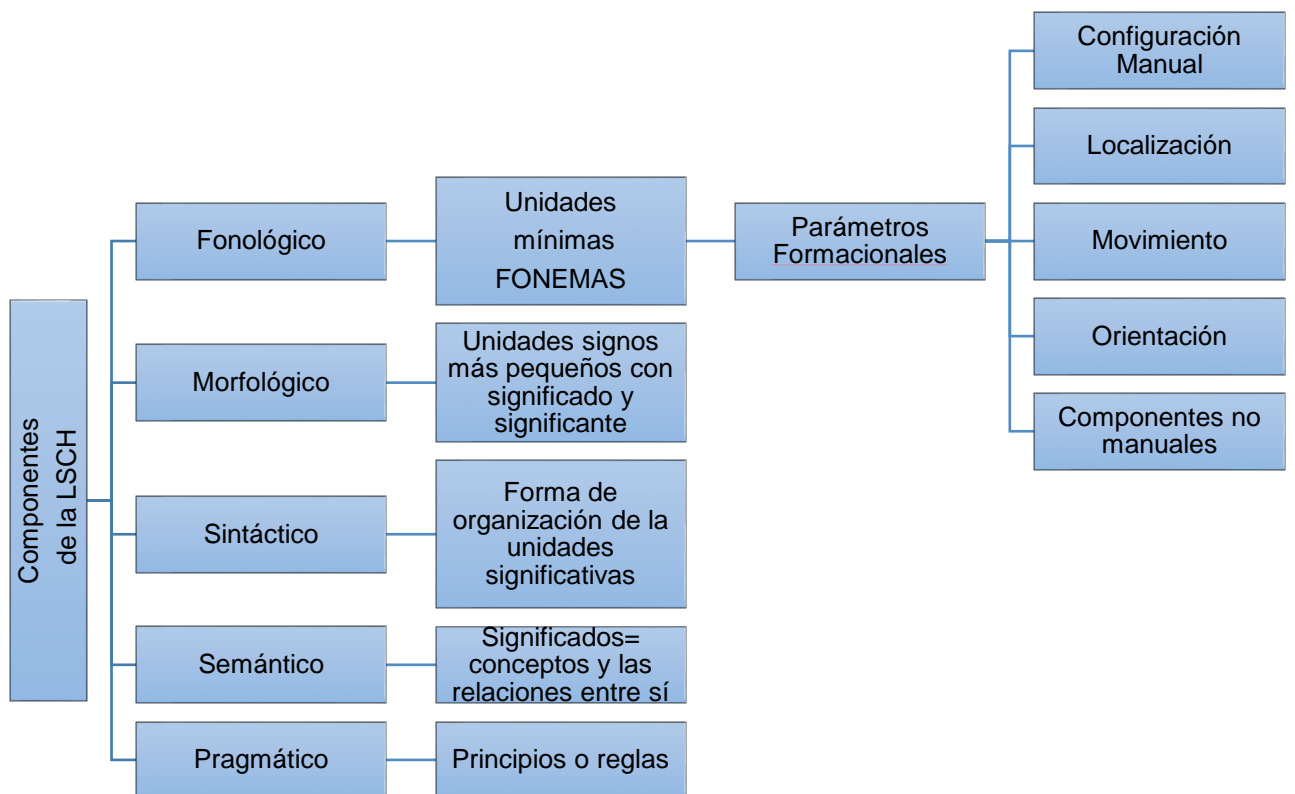 Componentes
de la LSCH
Fonológico
Unidades
mínimas
FONEMAS
Parámetros
Formacionales
Configuración
Manual
Localización
Movimiento
Orientación
Componentes no
manuales
Morfológico
Unidades signos
más pequeños con
significado y
significante
Sintáctico
Forma de
organización de la
unidades
significativas
Semántico
Significados=
conceptos y las
relaciones entre sí
Pragmático
Principios o reglas